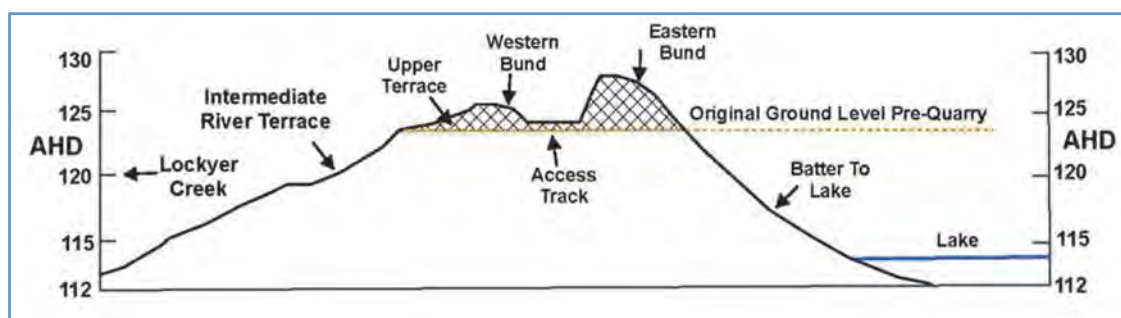 130
125
AHD
120
115
112
Lockyer
Creek
Intermediate
River Terrace
Upper
Terrace
Western
Bund
Eastern
Bund
Access
Track
Original Ground Level Pre-Quarry
Batter To
Lake
Lake
130
125
AHD
120
115
112